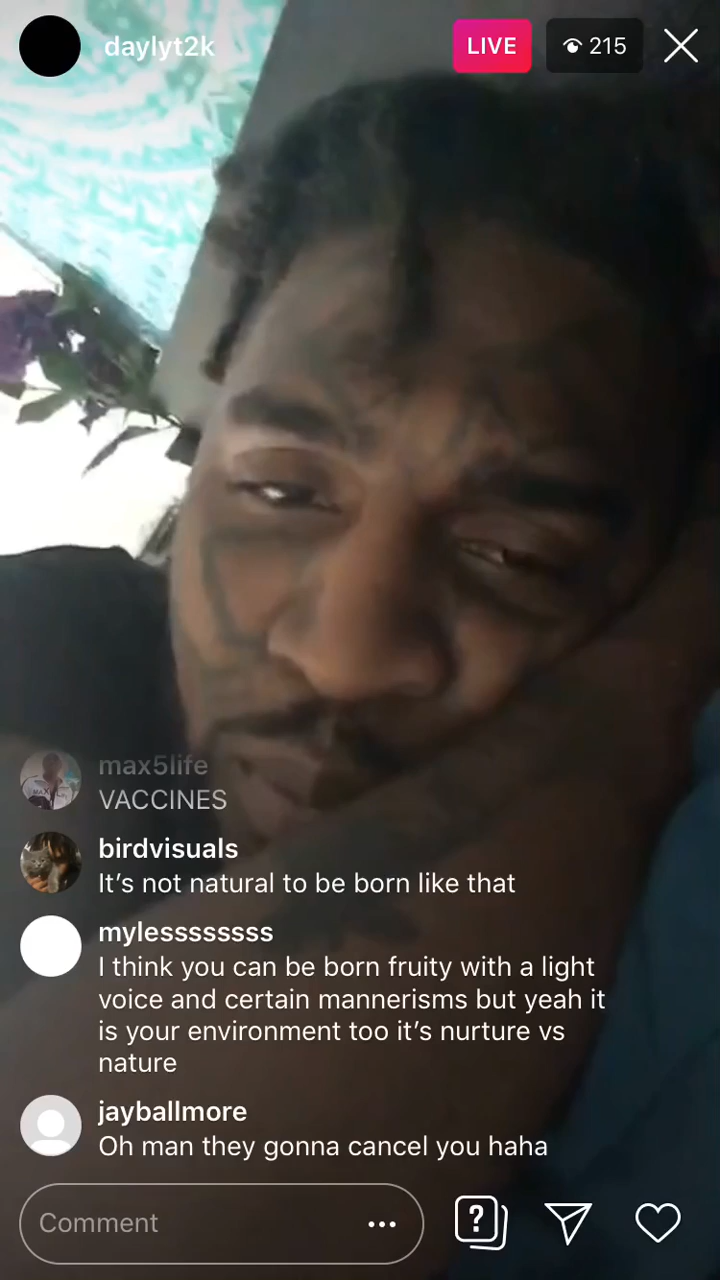 daylyt2k
LIVE
215
max5life
VACCINES
birdvisuals
It’s not natural to be born like that
mylessssssss
I think you can be born fruity with a light
voice and certain mannerisms but yeah it
is your environment too it’s nurture vs
nature
jayballmore
Oh man they gonna cancel you haha
Comment